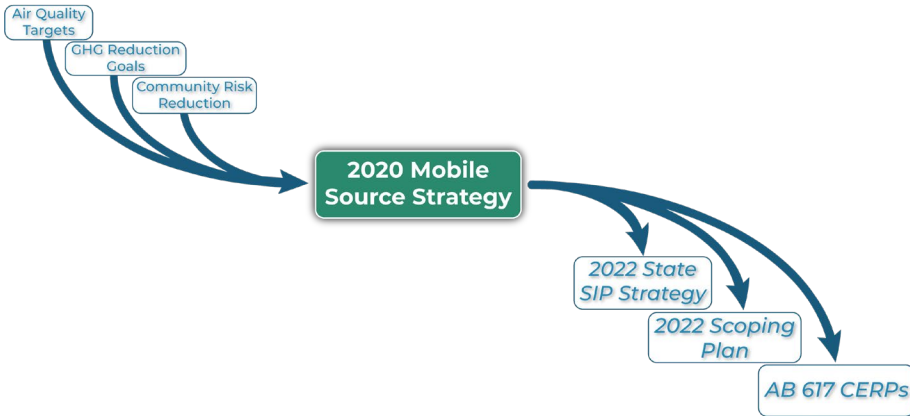 Air Quality
Targets
GHG Reduction
Goals
Community Risk
Reduction
2020 Mobile
Source Strategy
2022 State
SIP Strategy
2022 Scoping
Plan
AB 617 CERPs